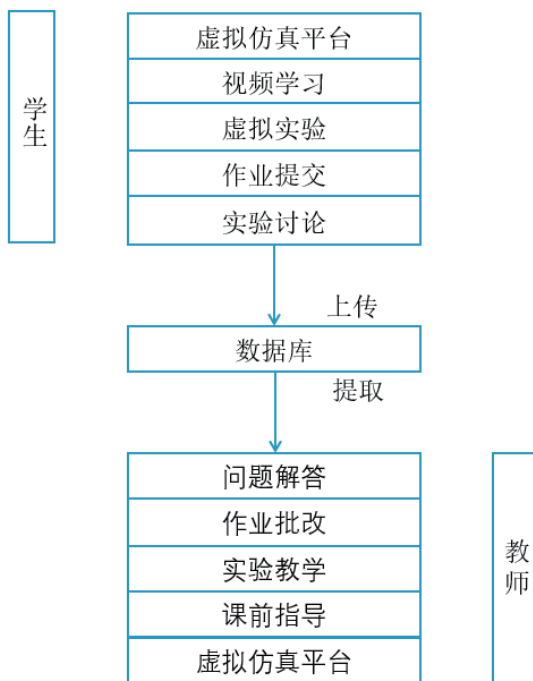 虚拟仿真平台
视频学习
学生
虚拟实验
作业提交
实验讨论
上传
数据库
提取
问题解答
作业批改
实验教学
教师
课前指导
虚拟仿真平台